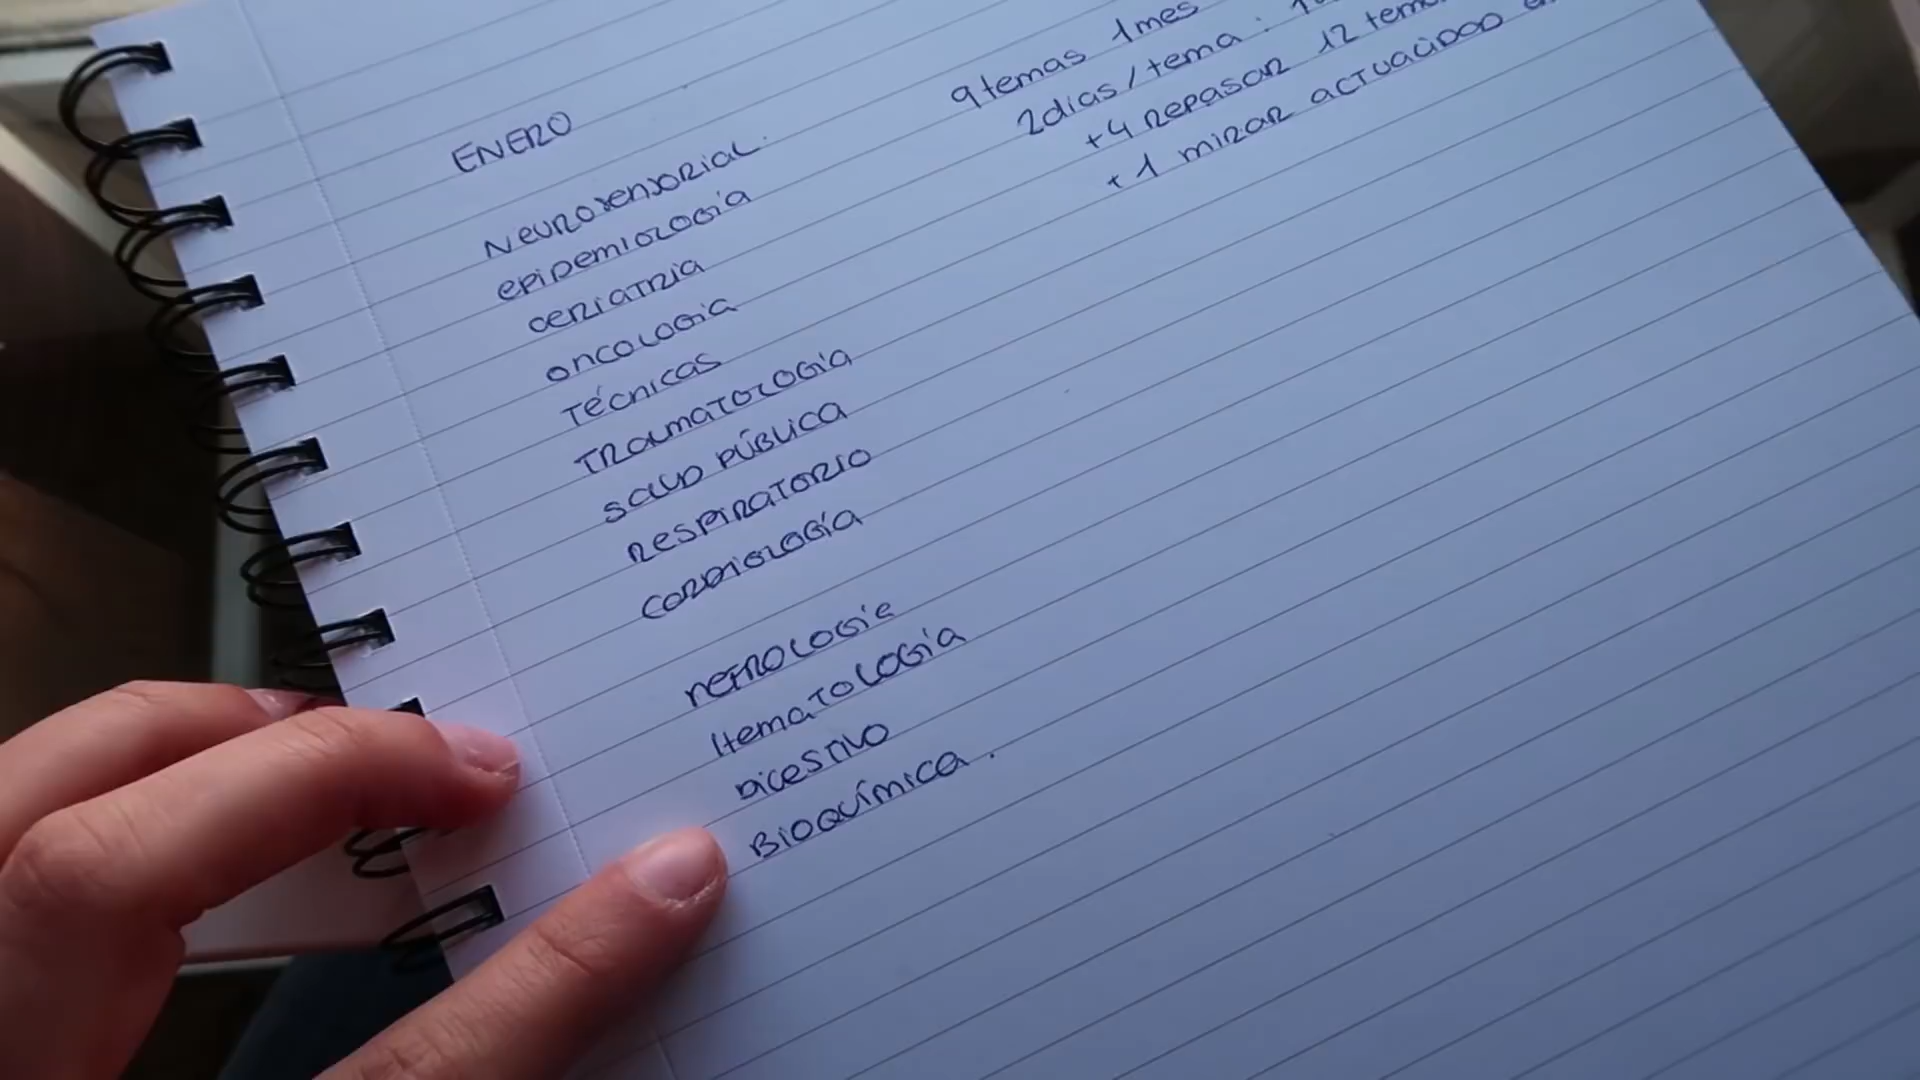 ENERO
Neurosensorial.
epidemiología
Geriatría
oncología
Técnicas
Traumatología
salud pública
Respiratorio
Cardiología
nefrología
Hematología
Digestivo
Bioquímica.
9 temas 1 mes
2 días / tema :
+ 4 repasar 12
+ 1 mirar actualidad